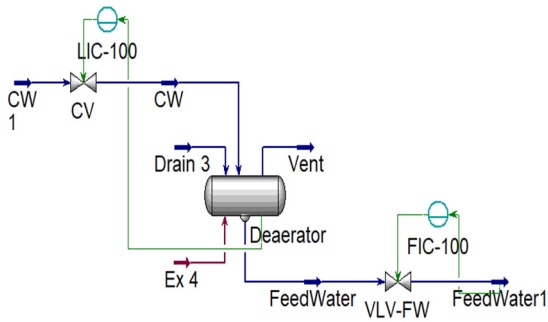 LIC-100
CW
1
CV
CW
Drain 3
Vent
Deaerator
Ex 4
FIC-100
FeedWater
VLV-FW
FeedWater1